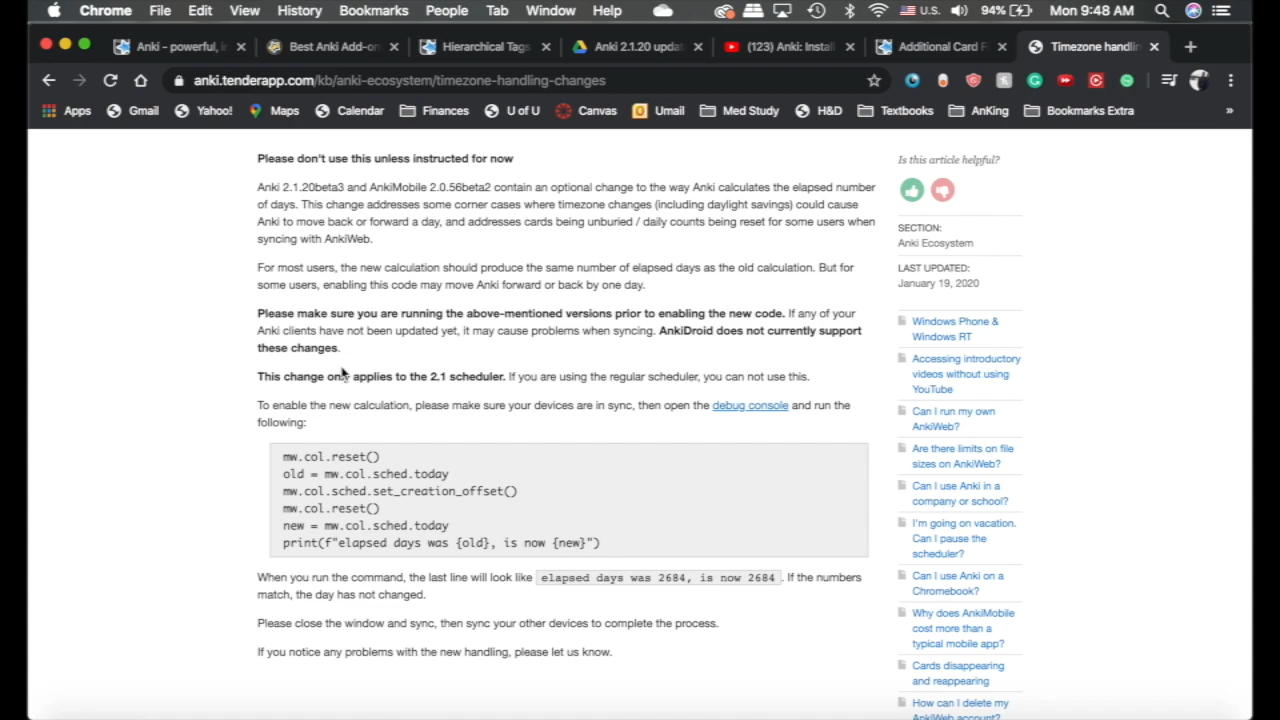 Chrome File Edit View History Bookmarks People Tab Window Help U.S. 94% Mon 9:48 AM
Anki - powerful, in Best Anki Add-on Hierarchical Tags Anki 2.1.20 updat (123) Anki: Install Additional Card F Timezone handlin
anki.tenderapp.com/kb/anki-ecosystem/timezone-handling-changes
Apps Gmail Yahoo! Maps Calendar Finances U of U Canvas Umail Med Study H&D Textbooks AnKing Bookmarks Extra »
Please don't use this unless instructed for now
Anki 2.1.20beta3 and AnkiMobile 2.0.56beta2 contain an optional change to the way Anki calculates the elapsed number
of days. This change addresses some corner cases where timezone changes (including daylight savings) could cause
Anki to move back or forward a day, and addresses cards being unburied / daily counts being reset for some users when
syncing with AnkiWeb.
For most users, the new calculation should produce the same number of elapsed days as the old calculation. But for
some users, enabling this code may move Anki forward or back by one day.
Please make sure you are running the above-mentioned versions prior to enabling the new code. If any of your
Anki clients have not been updated yet, it may cause problems when syncing. AnkiDroid does not currently support
these changes.
This change only applies to the 2.1 scheduler. If you are using the regular scheduler, you can not use this.
To enable the new calculation, please make sure your devices are in sync, then open the debug console and run the
following:
mw.col.reset()
old = mw.col.sched.today
mw.col.sched.set_creation_offset()
mw.col.reset()
new = mw.col.sched.today
print(f"elapsed days was {old}, is now {new}")
When you run the command, the last line will look like elapsed days was 2684, is now 2684. If the numbers
match, the day has not changed.
Please close the window and sync, then sync your other devices to complete the process.
If you notice any problems with the new handling, please let us know.
Is this article helpful?
SECTION:
Anki Ecosystem
LAST UPDATED:
January 19, 2020
Windows Phone &
Windows RT
Accessing introductory
videos without using
YouTube
Can I run my own
AnkiWeb?
Are there limits on file
sizes on AnkiWeb?
Can I use Anki in a
company or school?
I'm going on vacation.
Can I pause the
scheduler?
Can I use Anki on a
Chromebook?
Why does AnkiMobile
cost more than a
typical mobile app?
Cards disappearing
and reappearing
How can I delete my
AnkiWeb account?